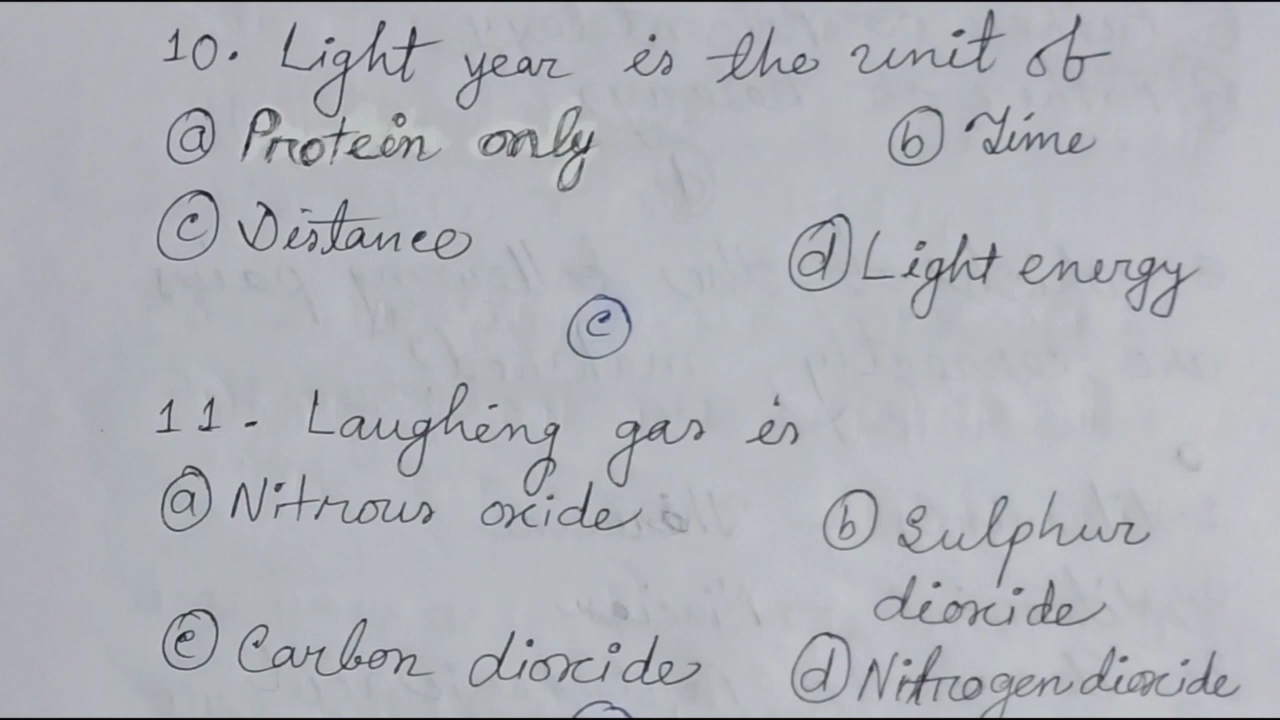 10. Light year is the unit of
ⓐ Protein only ⓑ Time
ⓒ Distance ⓓ Light energy
ⓒ
11. Laughing gas is
ⓐ Nitrous oxide ⓑ Sulphur
dioxide
ⓒ Carbon dioxide ⓓ Nitrogen dioxide